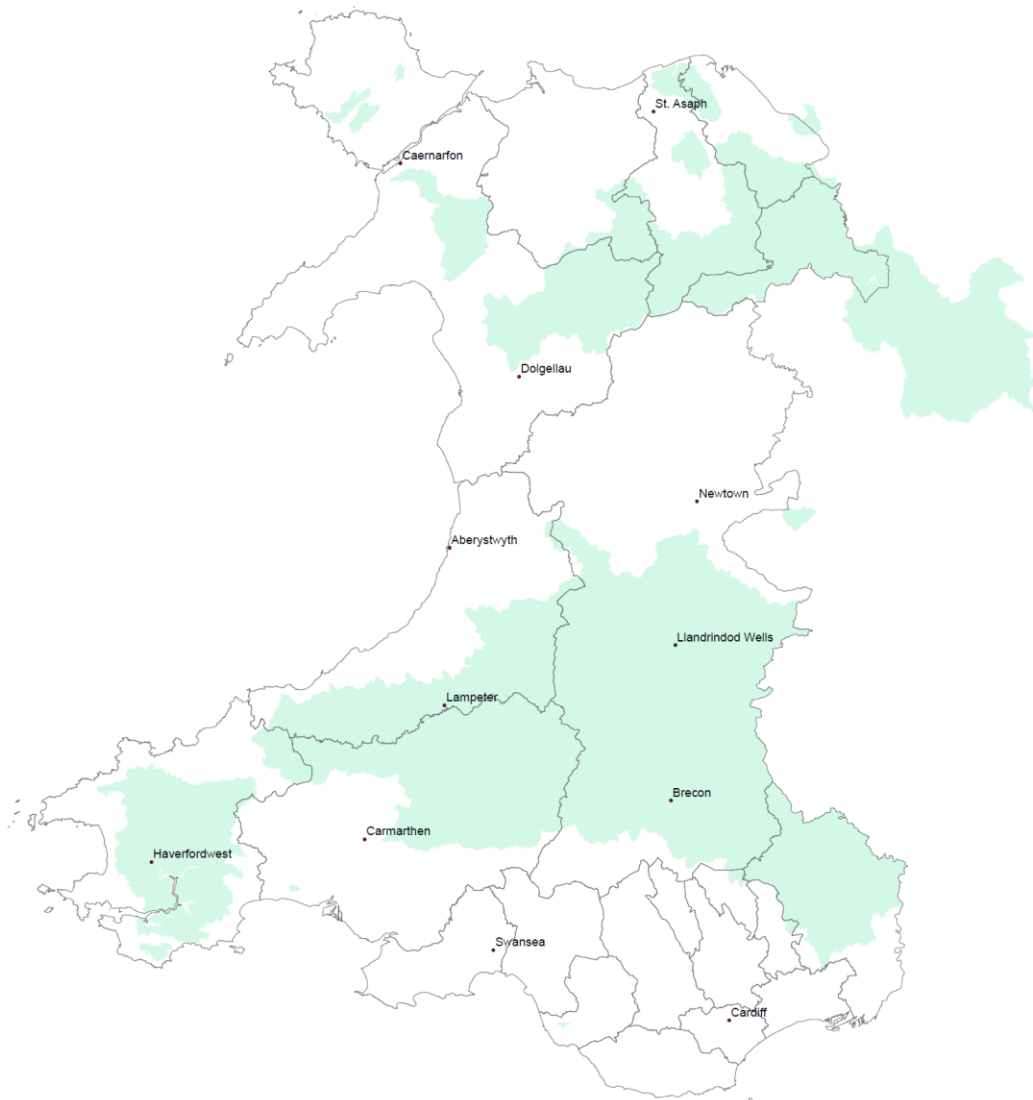 St. Asaph
Caernarfon
Dolgellau
Newtown
Aberystwyth
Llandrindod Wells
Lampeter
Brecon
Carmarthen
Haverfordwest
Swansea
Cardiff